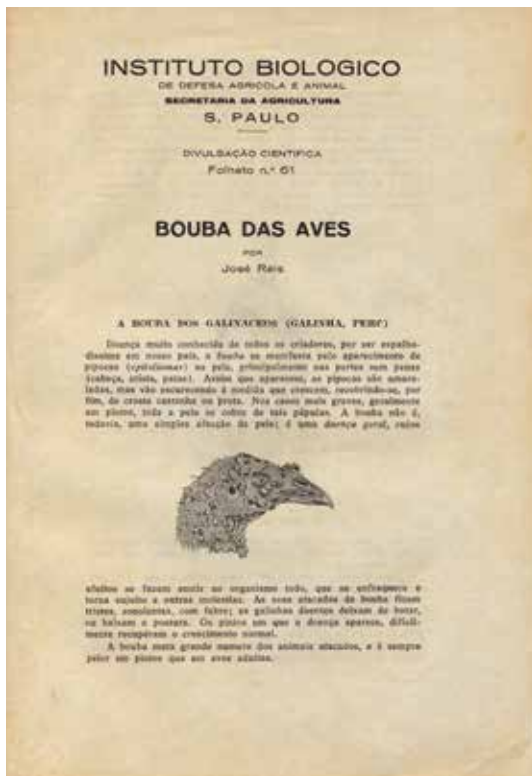 INSTITUTO BIOLOGICO
DE DEFESA AGRICOLA E ANIMAL
SECRETARIA DA AGRICULTURA
S. PAULO
DIVULGAÇÃO CIENTIFICA
Folheto n.º 61
BOUBA DAS AVES
POR
José Reis
A BOUBA DOS GALINACEOS (GALINHA, PERÚ)
Doença muito conhecida de todos os criadores, por ser espalha-
dissima em nosso país, a bouba se manifesta pelo aparecimento de
pipocas (epiteliomas) na pele, principalmente nas partes sem penas
(cabeça, crista, patas). Assim que aparecem, as pipocas são amare-
ladas, mas vão escurecendo á medida que crescem, recobrindo-se, por
fim, de crosta castanha ou preta. Nos casos mais graves, geralmente
em pintos, toda a pele se cobre de tais pápulas. A bouba não é,
todavia, uma simples afecção da pele; é uma doença geral, cujos
efeitos se fazem sentir no organismo todo, que se enfraquece e
torna sujeito a outras molestias. As aves atacadas de bouba ficam
tristes, sonolentas, com febre; as galinhas doentes deixam de botar,
ou baixam a postura. Os pintos em que a doença aparece, dificil-
mente recuperam o crescimento normal.
A bouba mata grande numero dos animais atacados, e é sempre
peior em pintos que em aves adultas.